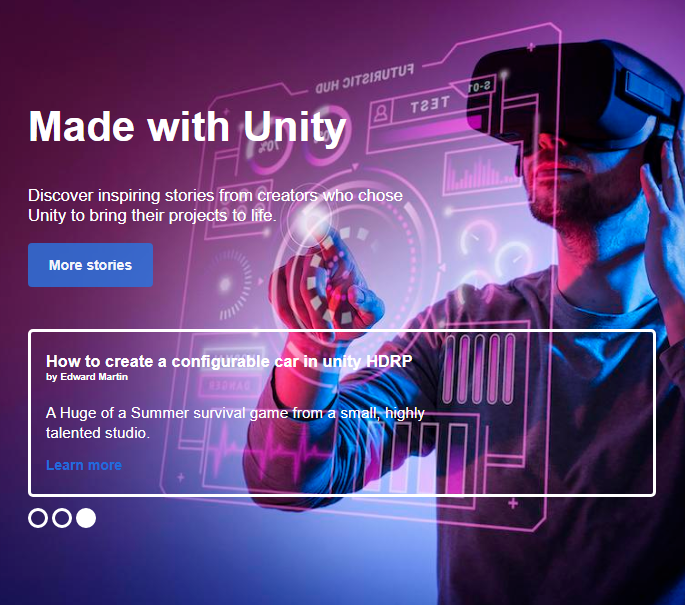 FUTURISTIC HUD
S-01
TEST
Made with Unity
70%
Discover inspiring stories from creators who chose
Unity to bring their projects to life.
More stories
How to create a configurable car in unity HDRP
by Edward Martin
DANGER
A Huge of a Summer survival game from a small, highly
talented studio.
Learn more